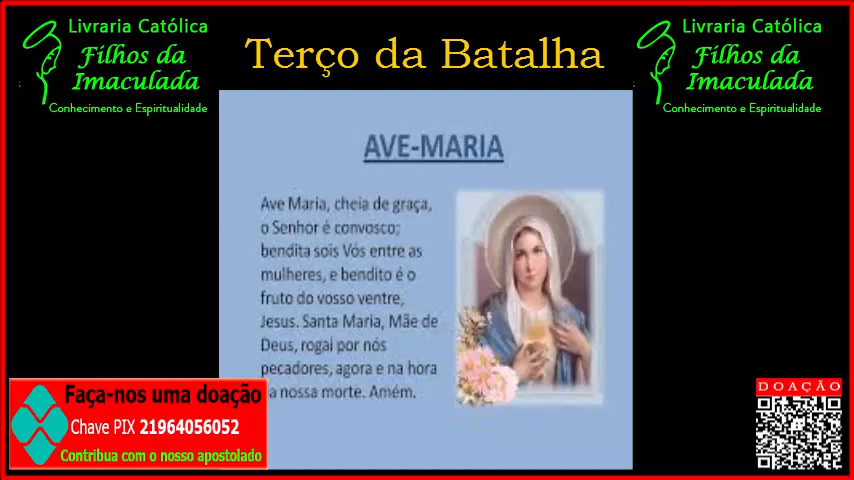 Livraria Católica
Filhos da
Imaculada
Conhecimento e Espiritualidade
Terço da Batalha
Livraria Católica
Filhos da
Imaculada
Conhecimento e Espiritualidade
AVE-MARIA
Ave Maria, cheia de graça,
o Senhor é convosco;
bendita sois Vós entre as
mulheres, e bendito é o
fruto do vosso ventre,
Jesus. Santa Maria, Mãe de
Deus, rogai por nós
pecadores, agora e na hora
a nossa morte. Amém.
Faça-nos uma doação
Chave PIX 21964056052
Contribua com o nosso apostolado
DOAÇÃO